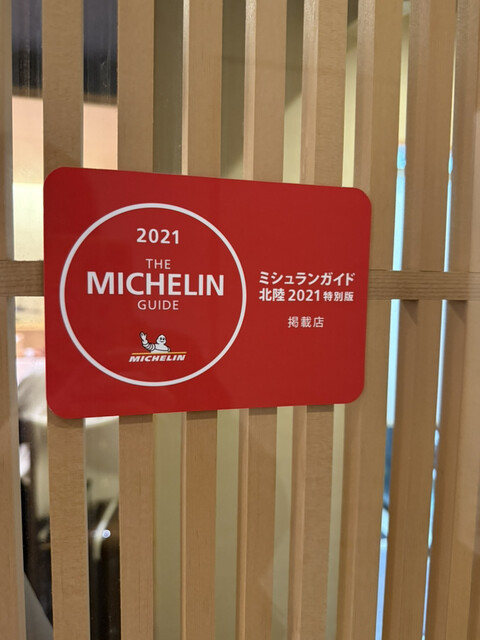 2021
THE
MICHELIN
GUIDE
MICHELIN
ミシュランガイド
北陸 2021 特別版
掲載店